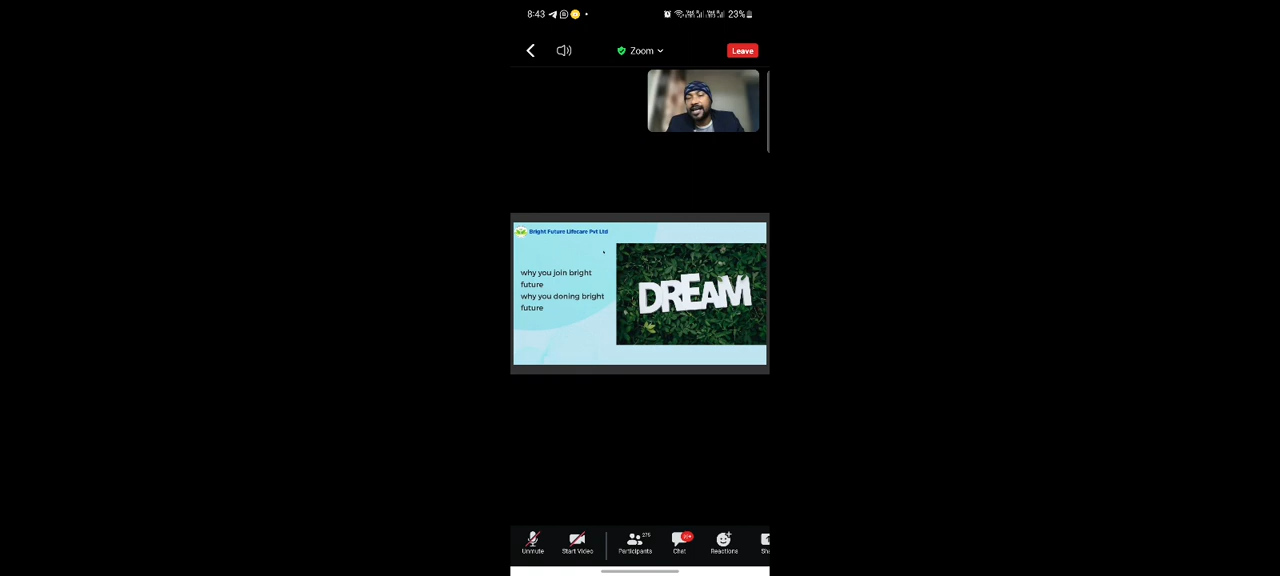 8:43
23%
Zoom
Leave
Bright Future Lifecare Pvt Ltd
why you join bright
future
why you doning bright
future
DREAM
Unmute
Start Video
Participants
Chat
Reactions